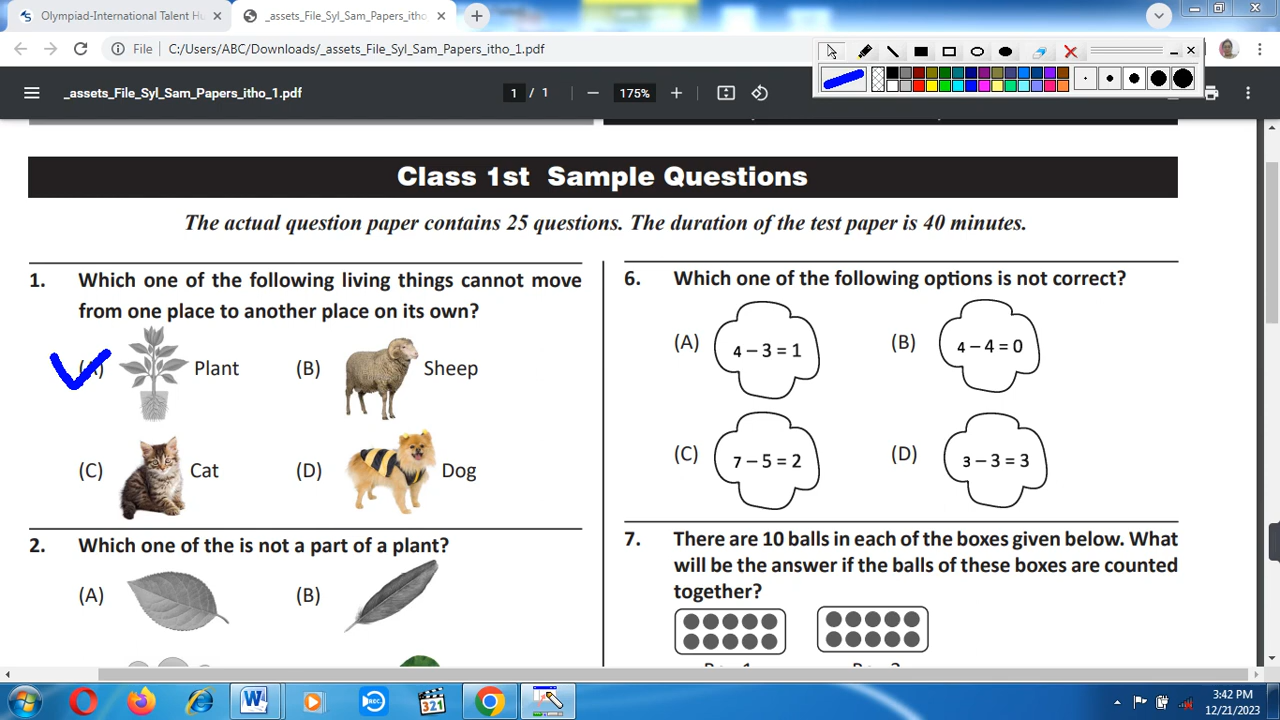 Olympiad-International Talent Hu
_assets_File_Syl_Sam_Papers_itho
File
C:/Users/ABC/Downloads/_assets_File_Syl_Sam_Papers_itho_1.pdf
_assets_File_Syl_Sam_Papers_itho_1.pdf
1 / 1
175%
Class 1st Sample Questions
The actual question paper contains 25 questions. The duration of the test paper is 40 minutes.
1. Which one of the following living things cannot move
from one place to another place on its own?
(A) Plant
(B) Sheep
(C) Cat
(D) Dog
2. Which one of the is not a part of a plant?
(A)
(B)
6. Which one of the following options is not correct?
(A) 4 – 3 = 1
(B) 4 – 4 = 0
(C) 7 – 5 = 2
(D) 3 – 3 = 3
7. There are 10 balls in each of the boxes given below. What
will be the answer if the balls of these boxes are counted
together?
REC
321
3:42 PM
12/21/2023